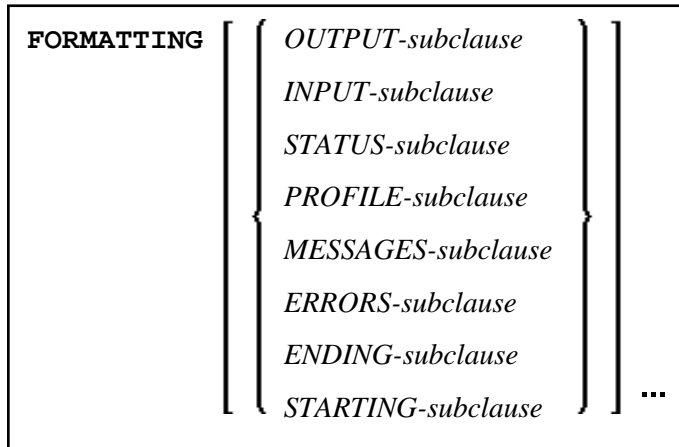 FORMATTING [ { OUTPUT-subclause
INPUT-subclause
STATUS-subclause
PROFILE-subclause
MESSAGES-subclause
ERRORS-subclause
ENDING-subclause
STARTING-subclause } ] ...